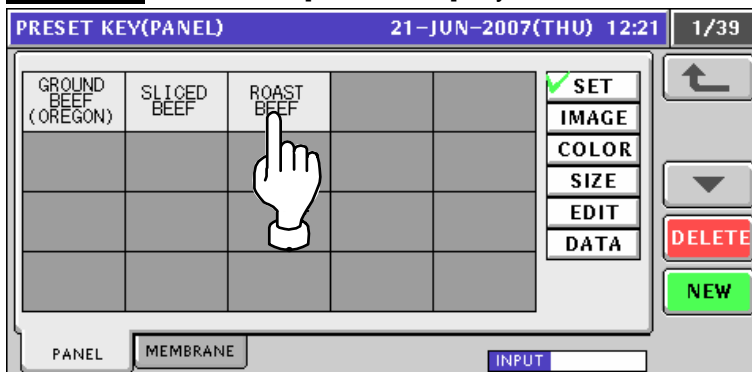 PRESET KEY(PANEL) 21-JUN-2007(THU) 12:21 1/39
GROUND
BEEF
(OREGON)
SLICED
BEEF
ROAST
BEEF
SET
IMAGE
COLOR
SIZE
EDIT
DATA
DELETE
NEW
PANEL
MEMBRANE
INPUT